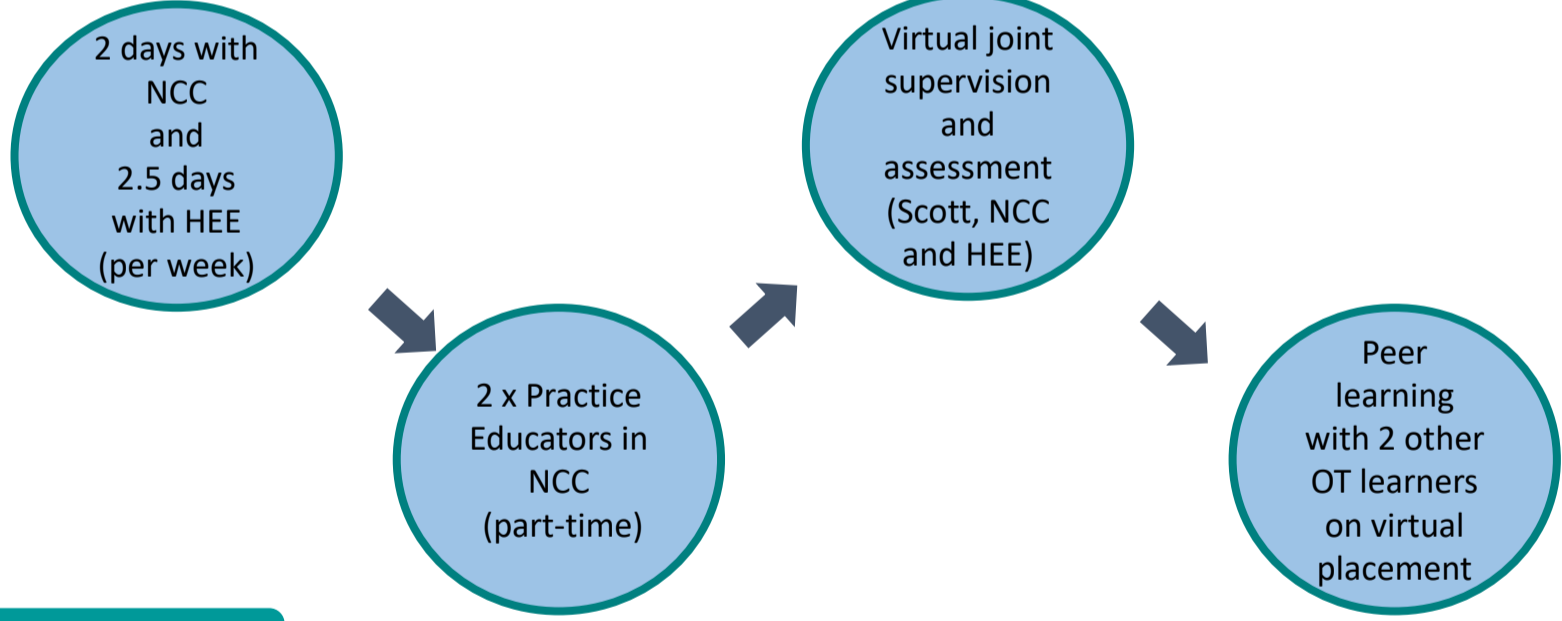 2 days with
NCC
and
2.5 days
with HEE
(per week)
2 x Practice
Educators in
NCC
(part-time)
Virtual joint
supervision
and
assessment
(Scott, NCC
and HEE)
Peer
learning
with 2 other
OT learners
on virtual
placement